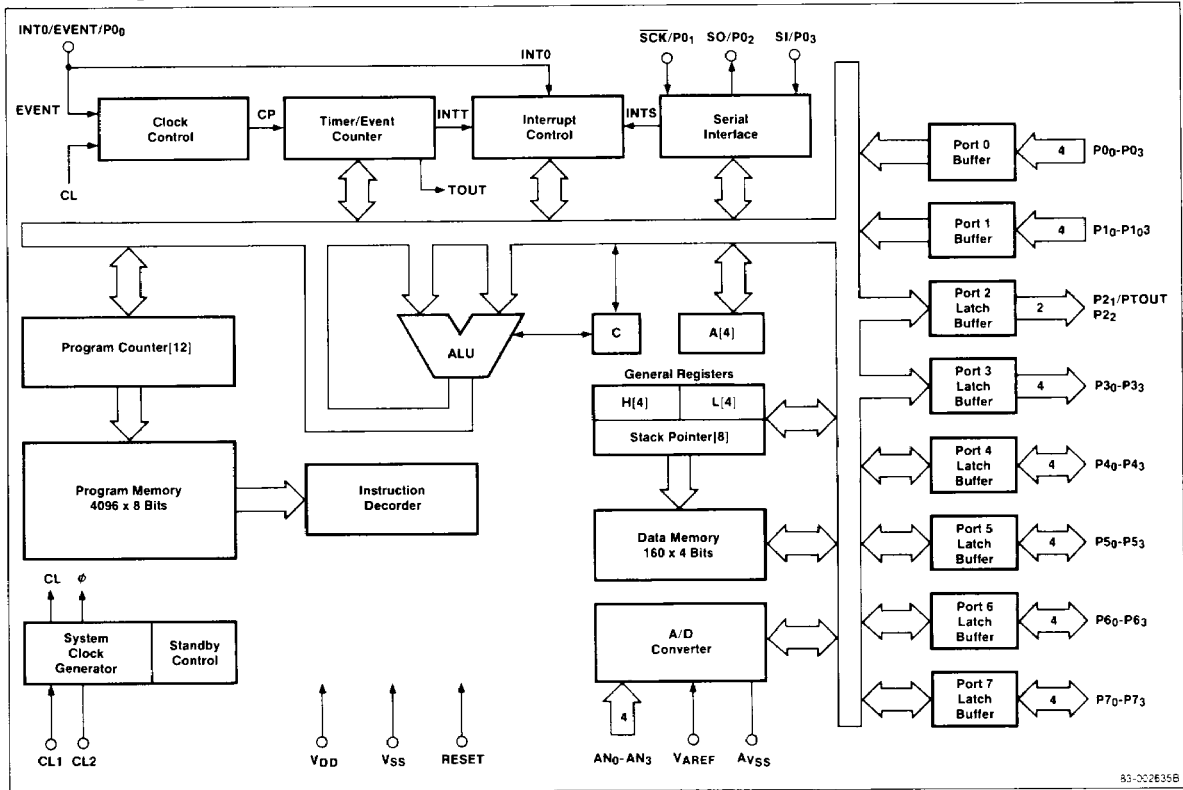 INT0/EVENT/P0₀
SCK/P0₁
SO/P0₂
SI/P0₃
INT0
EVENT
Clock
Control
CP
Timer/Event
Counter
INTT
Interrupt
Control
INTS
Serial
Interface
CL
TOUT
Port 0
Buffer
4
P0₀-P0₃
Port 1
Buffer
4
P1₀-P1₀3
Port 2
Latch
Buffer
2
P2₁/PTOUT
P2₂
Port 3
Latch
Buffer
4
P3₀-P3₃
Port 4
Latch
Buffer
4
P4₀-P4₃
Port 5
Latch
Buffer
4
P5₀-P5₃
Port 6
Latch
Buffer
4
P6₀-P6₃
Port 7
Latch
Buffer
4
P7₀-P7₃
Program Counter[12]
ALU
C
A[4]
General Registers
H[4]
L[4]
Stack Pointer[8]
Program Memory
4096 x 8 Bits
Instruction
Decorder
Data Memory
160 x 4 Bits
CL
ϕ
System
Clock
Generator
Standby
Control
A/D
Converter
4
CL1
CL2
VDD
VSS
RESET
AN₀-AN₃
VAREF
AVSS
83-002635B